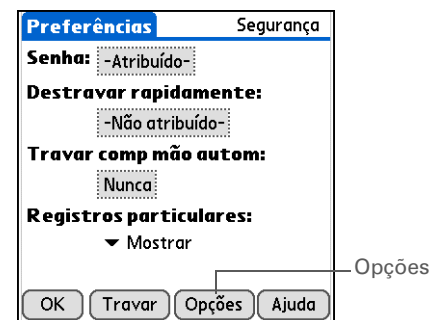 Preferências Segurança
Senha: -Atribuído-
Destravar rapidamente:
-Não atribuído-
Travar comp mão autom:
Nunca
Registros particulares:
Mostrar
Opções
OK Travar Opções Ajuda